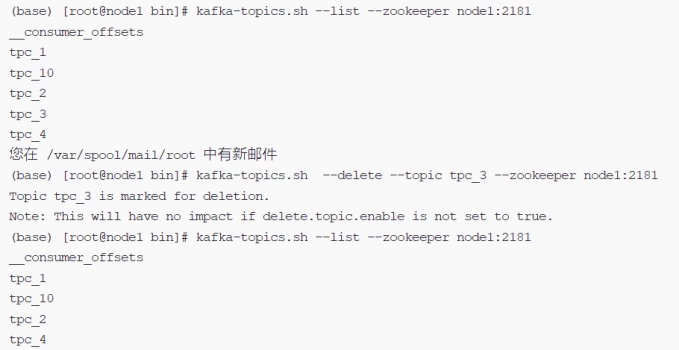 (base) [root@node1 bin]# kafka-topics.sh --list --zookeeper node1:2181
__consumer_offsets
tpc_1
tpc_10
tpc_2
tpc_3
tpc_4
您在 /var/spool/mail/root 中有新邮件
(base) [root@node1 bin]# kafka-topics.sh  --delete --topic tpc_3 --zookeeper node1:2181
Topic tpc_3 is marked for deletion.
Note: This will have no impact if delete.topic.enable is not set to true.
(base) [root@node1 bin]# kafka-topics.sh --list --zookeeper node1:2181
__consumer_offsets
tpc_1
tpc_10
tpc_2
tpc_4